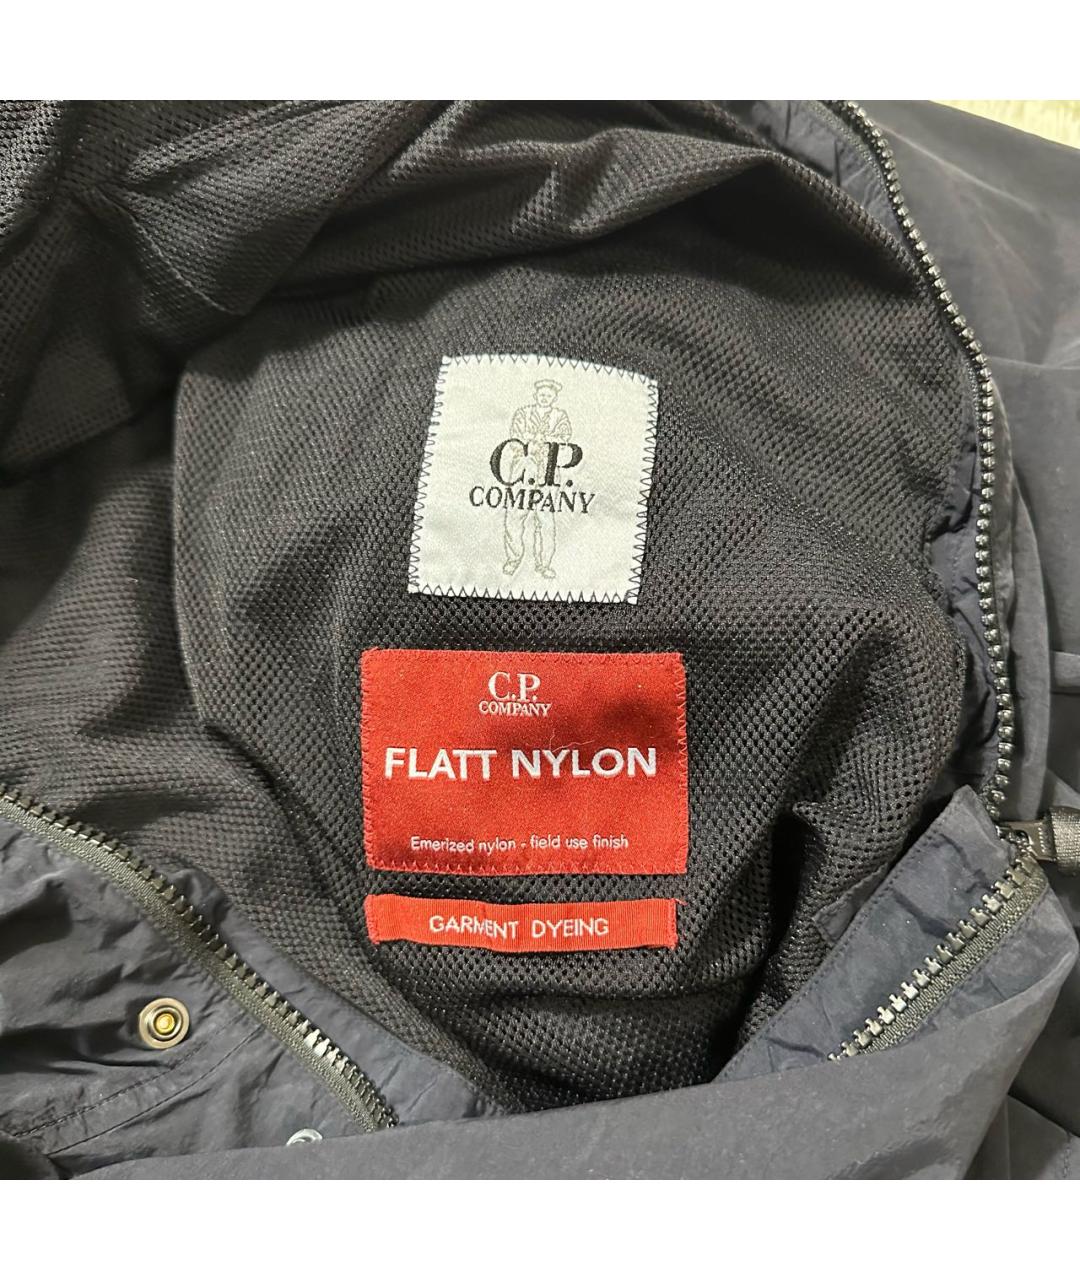 C.P.
COMPANY
C.P.
COMPANY
FLATT NYLON
Emerized nylon - field use finish
GARMENT DYEING